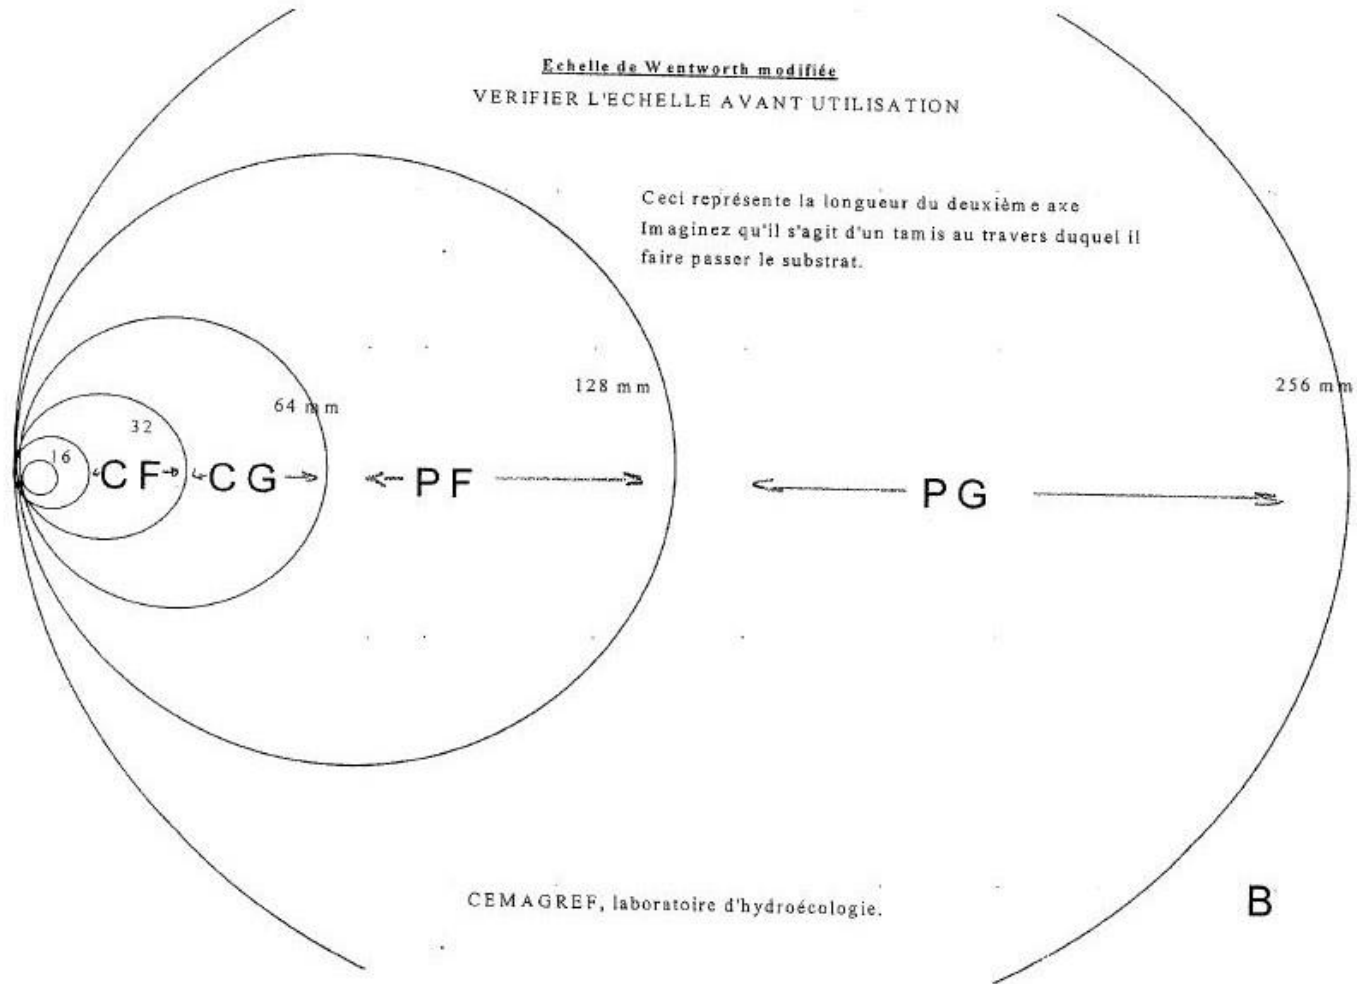 Echelle de Wentworth modifiée
VERIFIER L'ECHELLE AVANT UTILISATION
Ceci représente la longueur du deuxième axe
Imaginez qu'il s'agit d'un tamis au travers duquel il
faire passer le substrat.
128 mm
256 mm
64 mm
32
16
CF
CG
PF
PG
CEMAGREF, laboratoire d'hydroécologie.
B